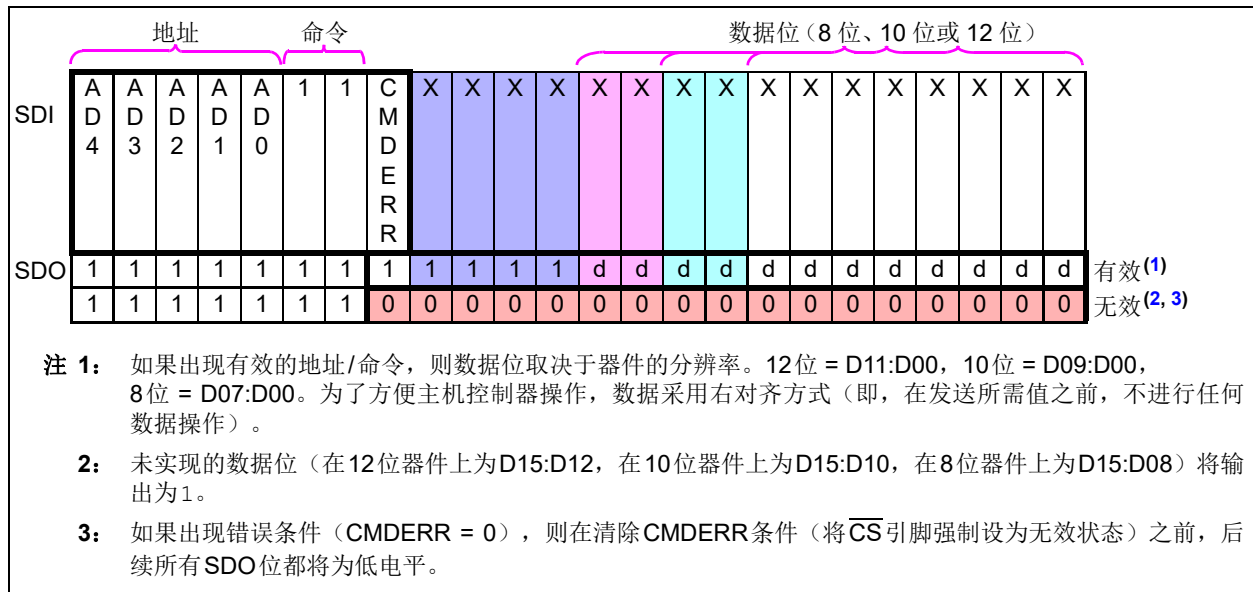 地址 命令 数据位（8 位、10 位或 12 位）
SDI AD4 AD3 AD2 AD1 AD0 1 1 CMDERR X X X X X X X X X X X X X X X X
SDO 1 1 1 1 1 1 1 1 1 1 1 1 d d d d d d d d d d d d 有效(1)
1 1 1 1 1 1 1 0 0 0 0 0 0 0 0 0 0 0 0 0 0 0 0 0 无效(2, 3)
注 1： 如果出现有效的地址/命令，则数据位取决于器件的分辨率。12位 = D11:D00，10位 = D09:D00，
8位 = D07:D00。为了方便主机控制器操作，数据采用右对齐方式（即，在发送所需值之前，不进行任何
数据操作）。
2： 未实现的数据位（在12位器件上为D15:D12，在10位器件上为D15:D10，在8位器件上为D15:D08）将输
出为1。
3： 如果出现错误条件（CMDERR = 0），则在清除CMDERR条件（将CS引脚强制设为无效状态）之前，后
续所有SDO位都将为低电平。